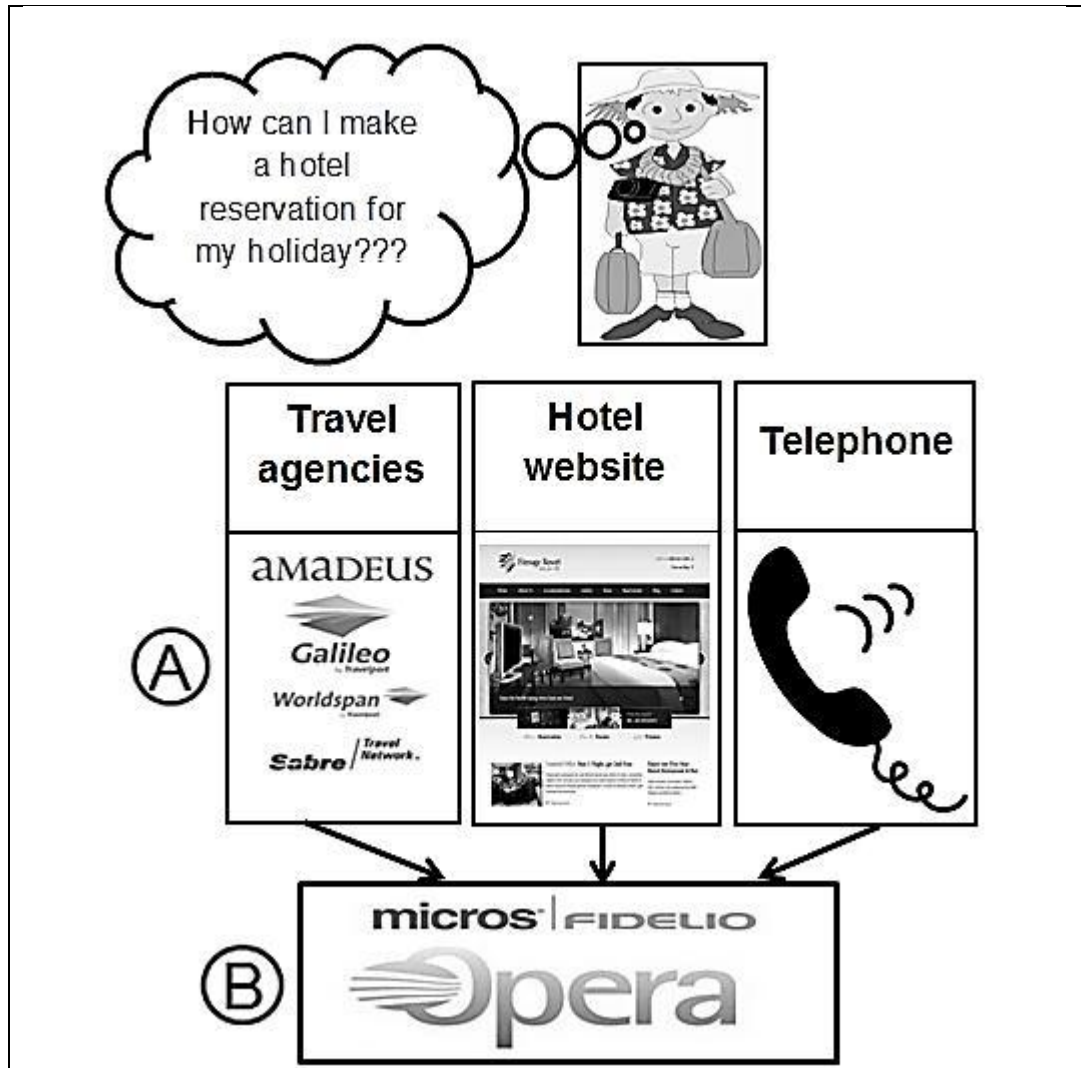 How can I make
a hotel
reservation for
my holiday???
Travel
agencies
Hotel
website
Telephone
A
AMADEUS
Galileo
by Travelport
Worldspan
by Travelport
Sabre Travel
Network.
micros FIDELIO
B
Opera